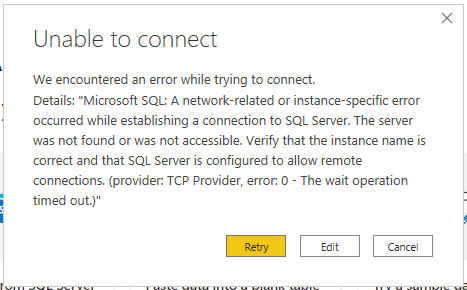 Unable to connect
We encountered an error while trying to connect.
Details: "Microsoft SQL: A network-related or instance-specific error
occurred while establishing a connection to SQL Server. The server
was not found or was not accessible. Verify that the instance name is
correct and that SQL Server is configured to allow remote
connections. (provider: TCP Provider, error: 0 - The wait operation
timed out.)"
Retry Edit Cancel
from SQL Server Paste data into a blank table Try a sample da